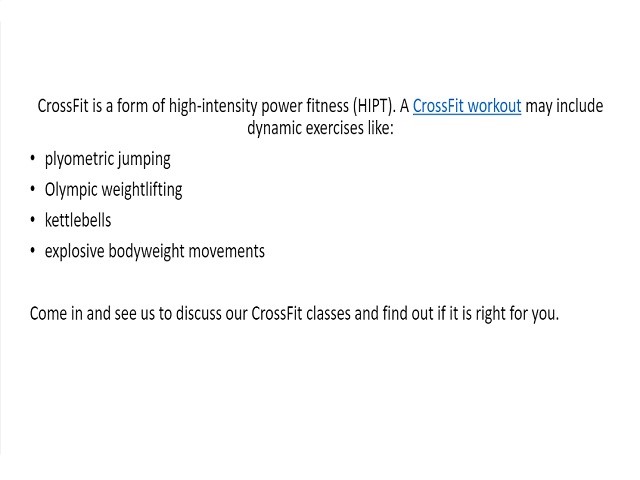 CrossFit is a form of high-intensity power fitness (HIPT). A CrossFit workout may include
dynamic exercises like:
• plyometric jumping
• Olympic weightlifting
• kettlebells
• explosive bodyweight movements
Come in and see us to discuss our CrossFit classes and find out if it is right for you.